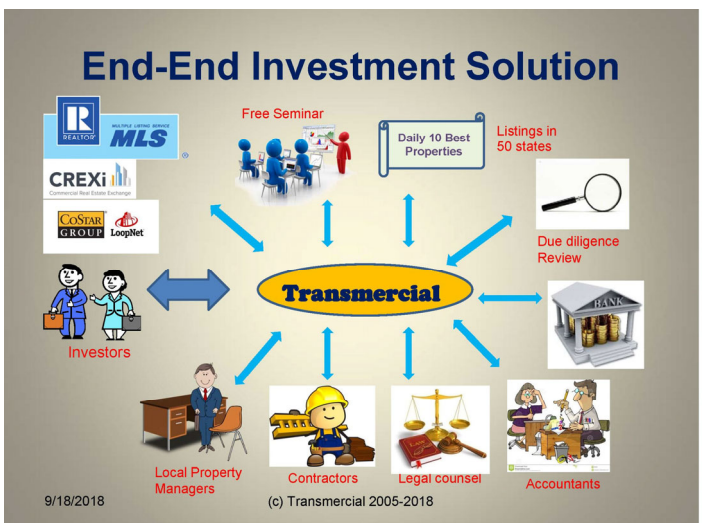 End-End Investment Solution
REALTOR
MULTIPLE LISTING SERVICE
MLS
®
CREXi
Commercial Real Estate Exchange
COSTAR
GROUP
LoopNet
Free Seminar
Daily 10 Best
Properties
Listings in
50 states
Due diligence
Review
Transmercial
BANK
Investors
Local Property
Managers
Contractors
Legal counsel
Accountants
9/18/2018
(c) Transmercial 2005-2018